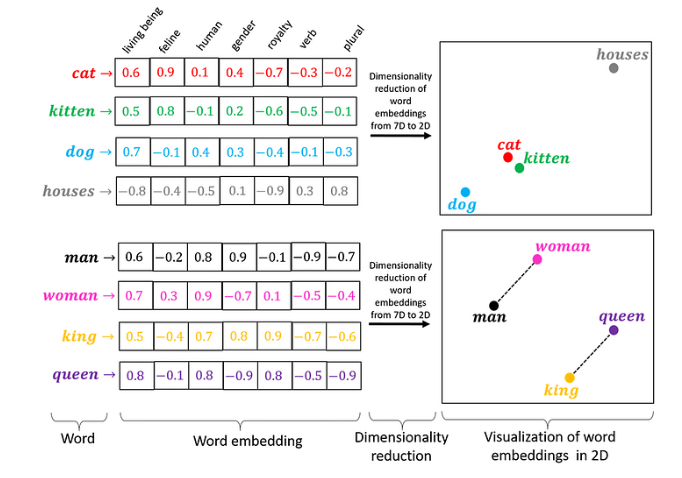 living being feline human gender royalty verb plural
cat → 0.6 0.9 0.1 0.4 −0.7 −0.3 −0.2
kitten → 0.5 0.8 −0.1 0.2 −0.6 −0.5 −0.1
dog → 0.7 −0.1 0.4 0.3 −0.4 −0.1 −0.3
houses → −0.8 −0.4 −0.5 0.1 −0.9 0.3 0.8
Dimensionality
reduction of
word
embeddings
from 7D to 2D
houses
cat
kitten
dog
man → 0.6 −0.2 0.8 0.9 −0.1 −0.9 −0.7
woman → 0.7 0.3 0.9 −0.7 0.1 −0.5 −0.4
king → 0.5 −0.4 0.7 0.8 0.9 −0.7 −0.6
queen → 0.8 −0.1 0.8 −0.9 0.8 −0.5 −0.9
Dimensionality
reduction of
word
embeddings
from 7D to 2D
woman
man
queen
king
Word
Word embedding
Dimensionality
reduction
Visualization of word
embeddings in 2D